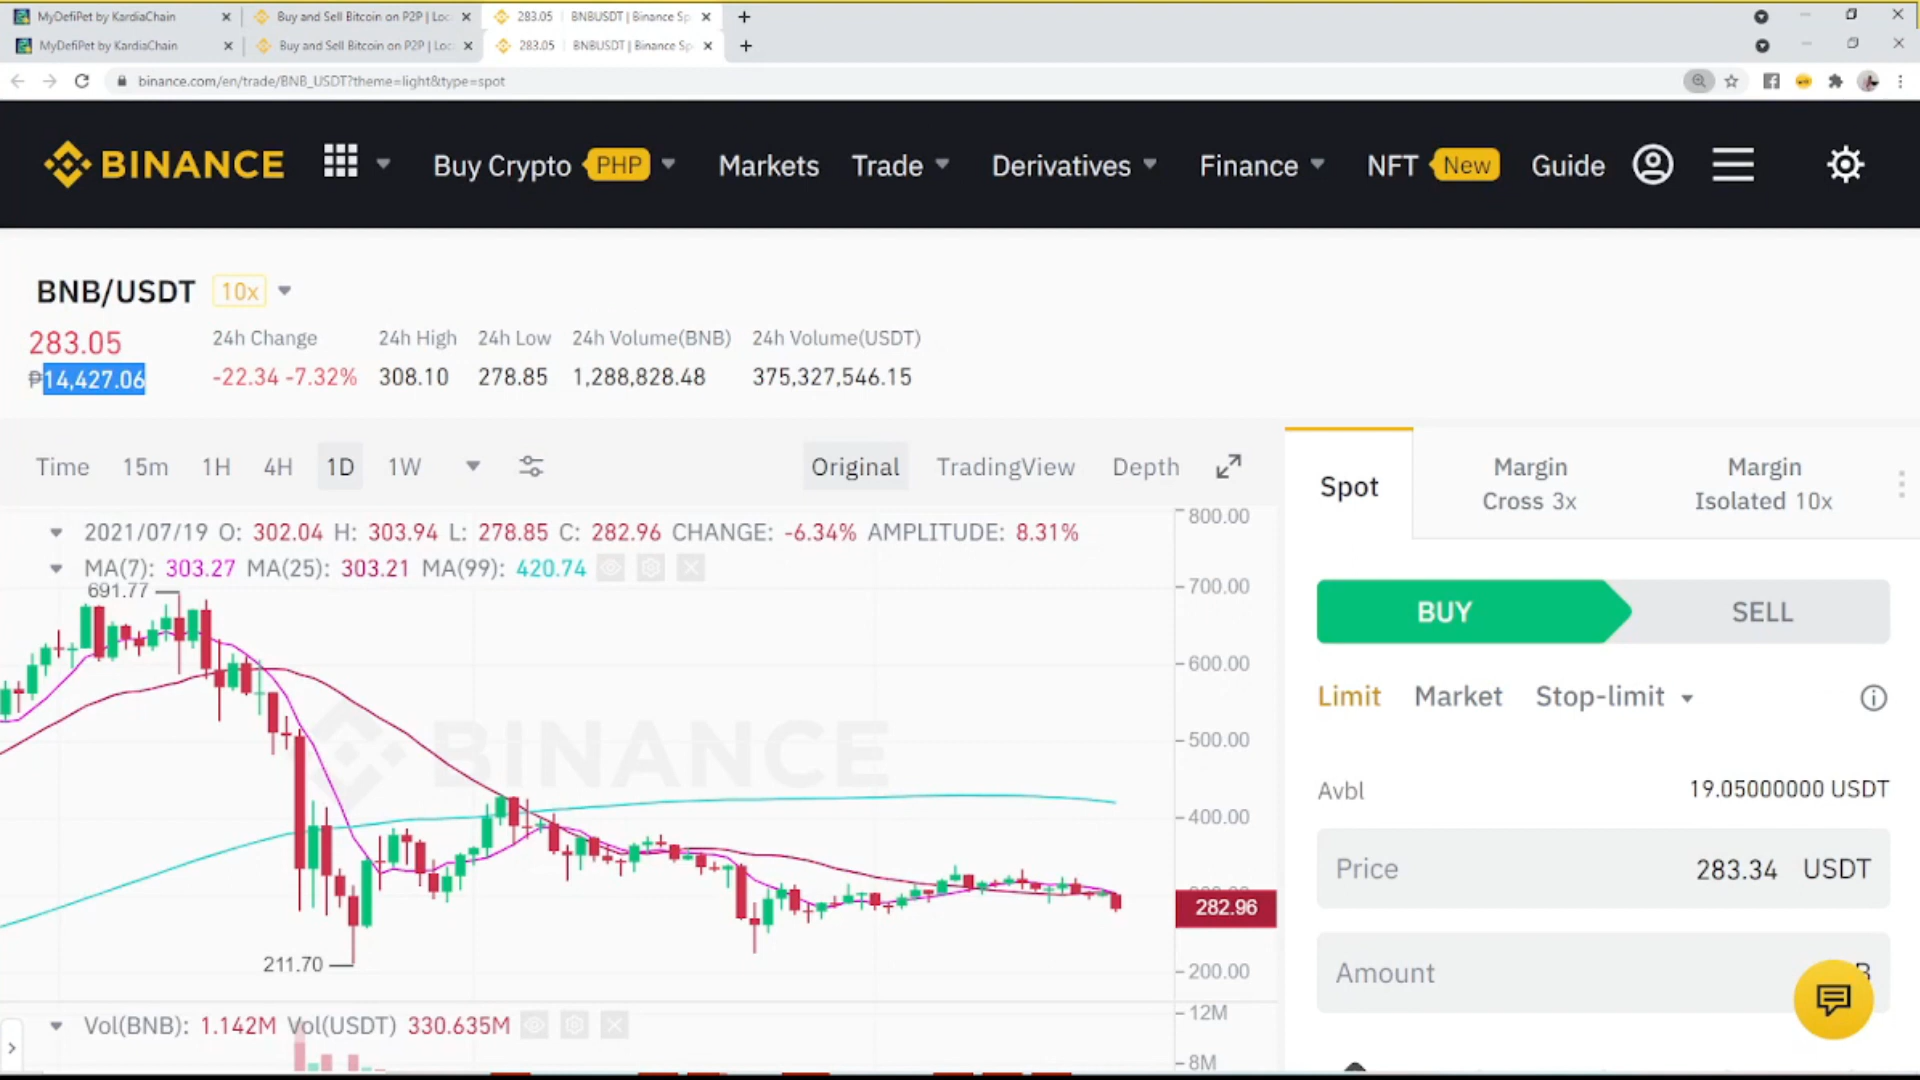 MyDefiPet by KardiaChain
Buy and Sell Bitcoin on P2P | Loc
283.05 BNBUSDT | Binance Sp
MyDefiPet by KardiaChain
Buy and Sell Bitcoin on P2P | Loc
283.05 BNBUSDT | Binance Sp
binance.com/en/trade/BNB_USDT?theme=light&type=spot
BINANCE
Buy Crypto PHP
Markets
Trade
Derivatives
Finance
NFT New
Guide
BNB/USDT 10x
283.05
₱14,427.06
24h Change
-22.34 -7.32%
24h High
308.10
24h Low
278.85
24h Volume(BNB)
1,288,828.48
24h Volume(USDT)
375,327,546.15
Time 15m 1H 4H 1D 1W
Original TradingView Depth
2021/07/19 O: 302.04 H: 303.94 L: 278.85 C: 282.96 CHANGE: -6.34% AMPLITUDE: 8.31%
MA(7): 303.27 MA(25): 303.21 MA(99): 420.74
691.77
211.70
BINANCE
800.00
700.00
600.00
500.00
400.00
282.96
200.00
Vol(BNB): 1.142M Vol(USDT) 330.635M
12M
8M
Spot
Margin
Cross 3x
Margin
Isolated 10x
BUY
SELL
Limit Market Stop-limit
Avbl 19.05000000 USDT
Price 283.34 USDT
Amount